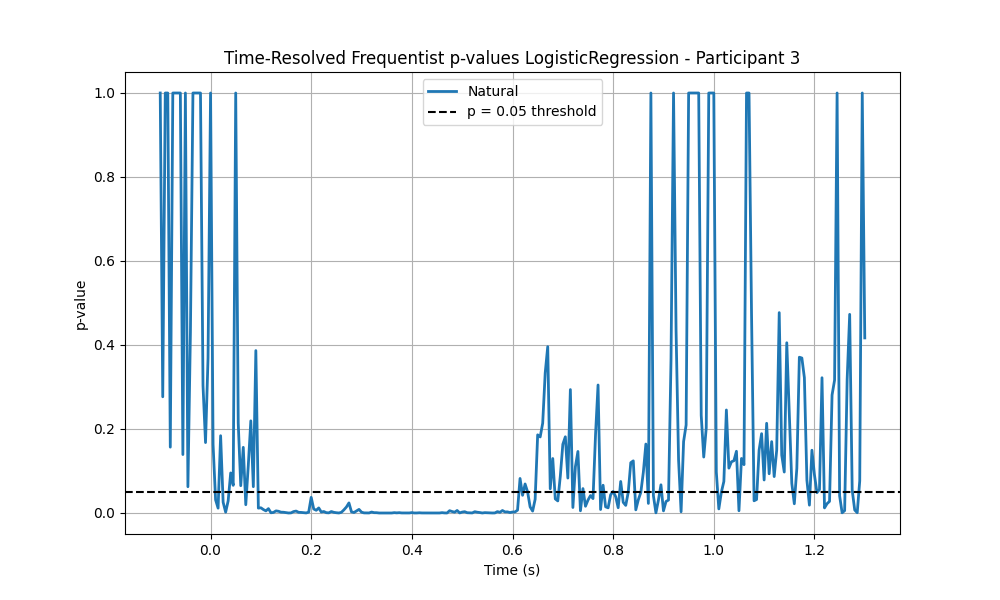 Time-Resolved Frequentist p-values LogisticRegression - Participant 3
Natural
p = 0.05 threshold
p-value
1.0
0.8
0.6
0.4
0.2
0.0
0.0 0.2 0.4 0.6 0.8 1.0 1.2
Time (s)